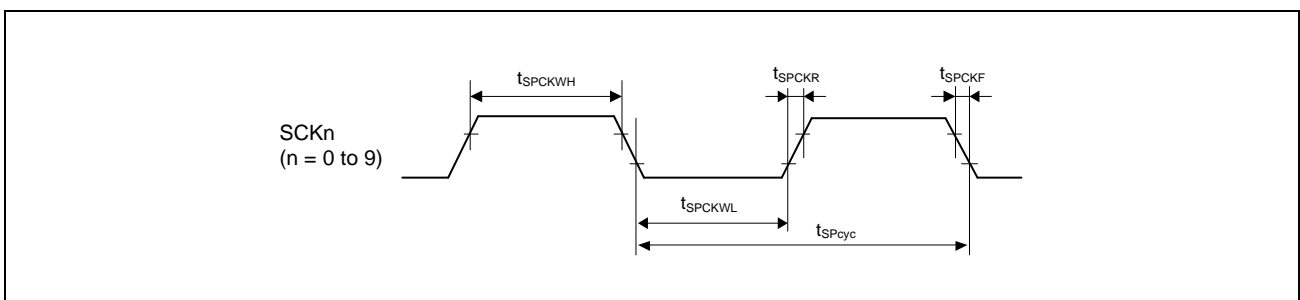 tSPCKWH
tSPCKR
tSPCKF
SCKn
(n = 0 to 9)
tSPCKWL
tSPcyc